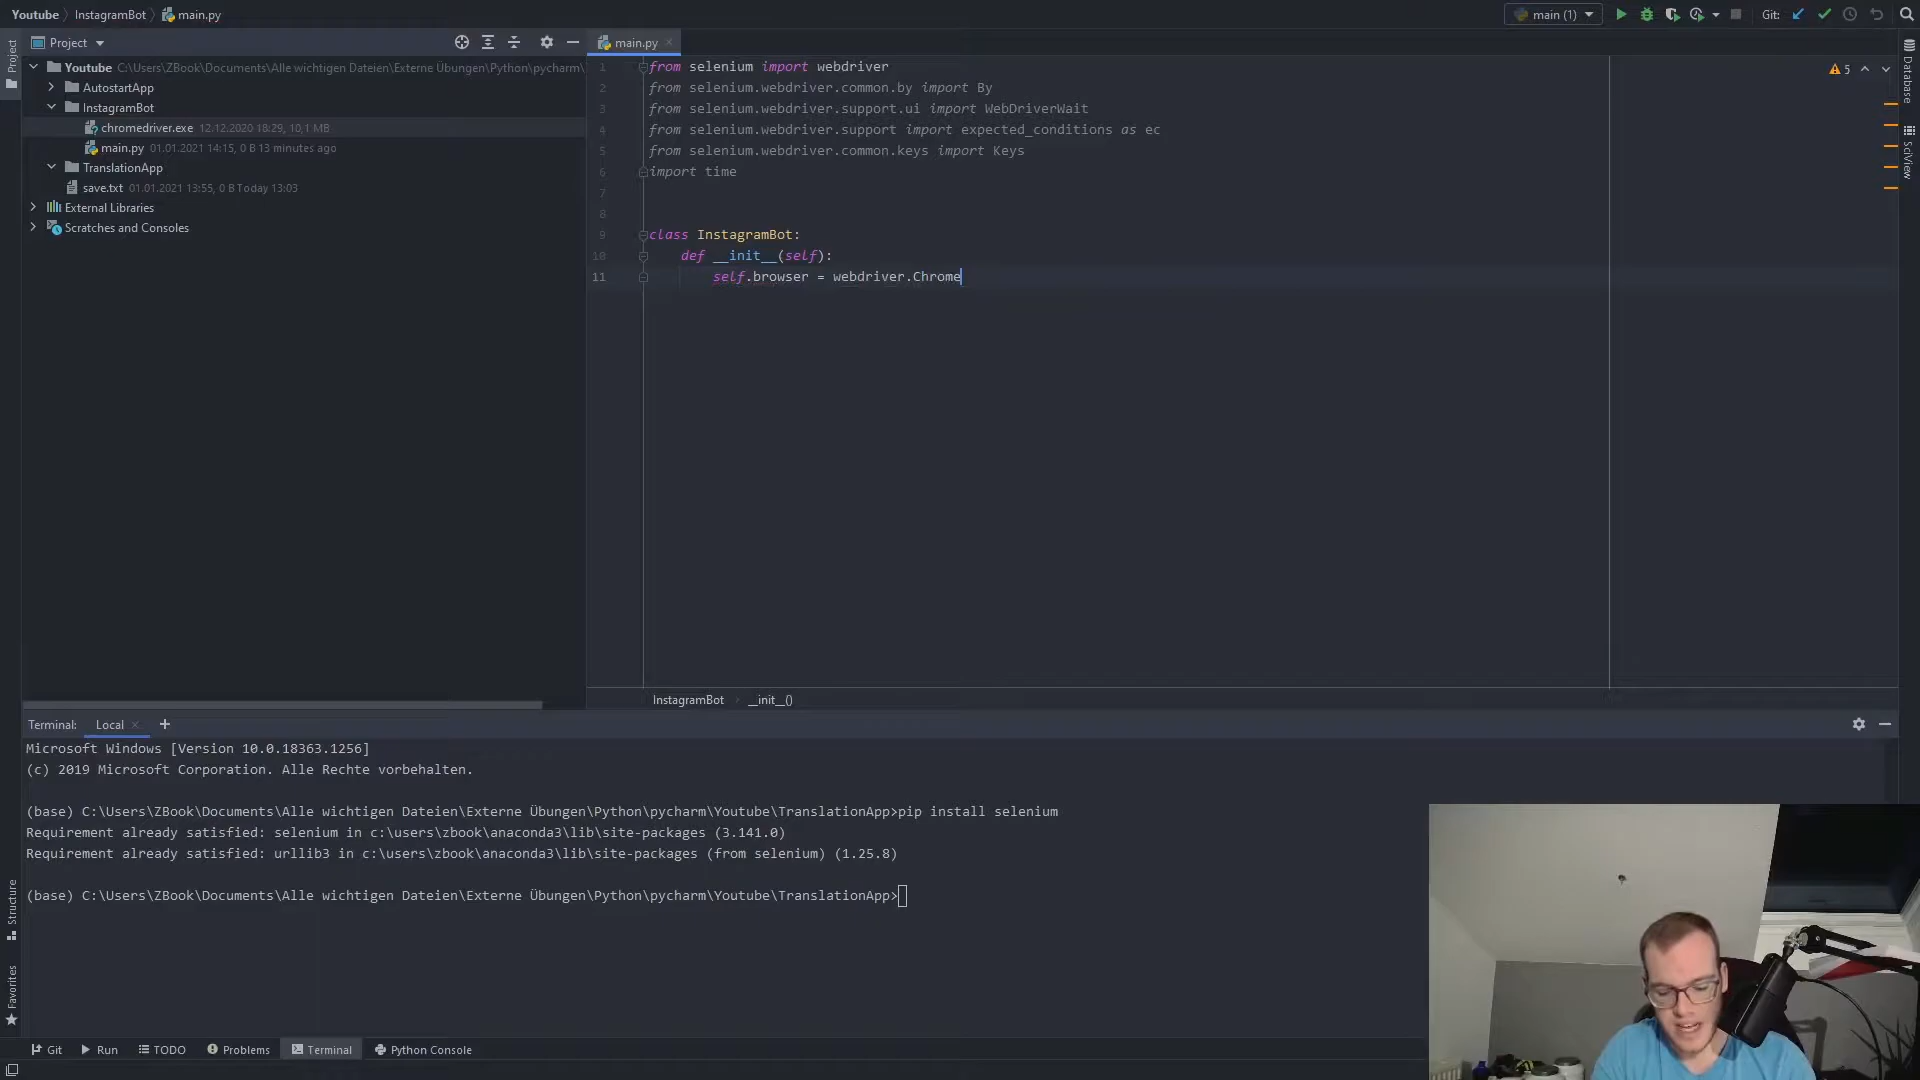 Youtube InstagramBot main.py
main (1)
Git:
Project
Project
Youtube C:\Users\ZBook\Documents\Alle wichtigen Dateien\Externe Übungen\Python\pycharm\
AutostartApp
InstagramBot
chromedriver.exe 12.12.2020 18:29, 10,1 MB
main.py 01.01.2021 14:15, 0 B 13 minutes ago
TranslationApp
save.txt 01.01.2021 13:55, 0 B Today 13:03
External Libraries
Scratches and Consoles
main.py
5
1 from selenium import webdriver
2 from selenium.webdriver.common.by import By
3 from selenium.webdriver.support.ui import WebDriverWait
4 from selenium.webdriver.support import expected_conditions as ec
5 from selenium.webdriver.common.keys import Keys
6 import time
7
8
9 class InstagramBot:
10 def __init__(self):
11 self.browser = webdriver.Chrome
InstagramBot __init__()
Database
SciView
Terminal: Local
Microsoft Windows [Version 10.0.18363.1256]
(c) 2019 Microsoft Corporation. Alle Rechte vorbehalten.
(base) C:\Users\ZBook\Documents\Alle wichtigen Dateien\Externe Übungen\Python\pycharm\Youtube\TranslationApp>pip install selenium
Requirement already satisfied: selenium in c:\users\zbook\anaconda3\lib\site-packages (3.141.0)
Requirement already satisfied: urllib3 in c:\users\zbook\anaconda3\lib\site-packages (from selenium) (1.25.8)
(base) C:\Users\ZBook\Documents\Alle wichtigen Dateien\Externe Übungen\Python\pycharm\Youtube\TranslationApp>
Structure
Favorites
Git Run TODO Problems Terminal Python Console